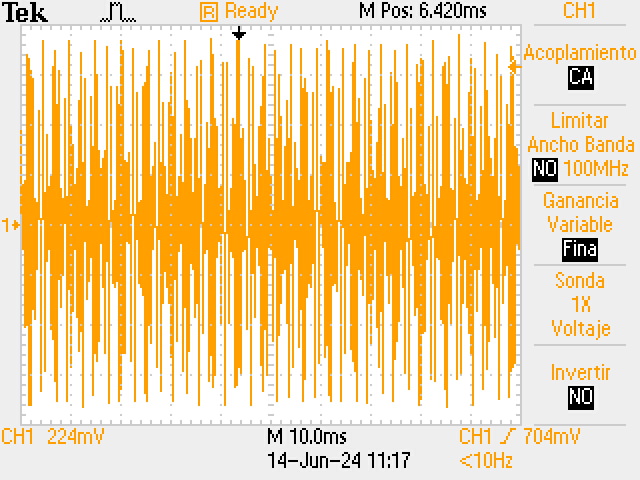 Tek R Ready M Pos: 6.420ms CH1
Acoplamiento
CA
Limitar
Ancho Banda
NO 100MHz
Ganancia
Variable
Fina
Sonda
1X
Voltaje
Invertir
NO
1
CH1 224mV M 10.0ms CH1 704mV
14-Jun-24 11:17 <10Hz